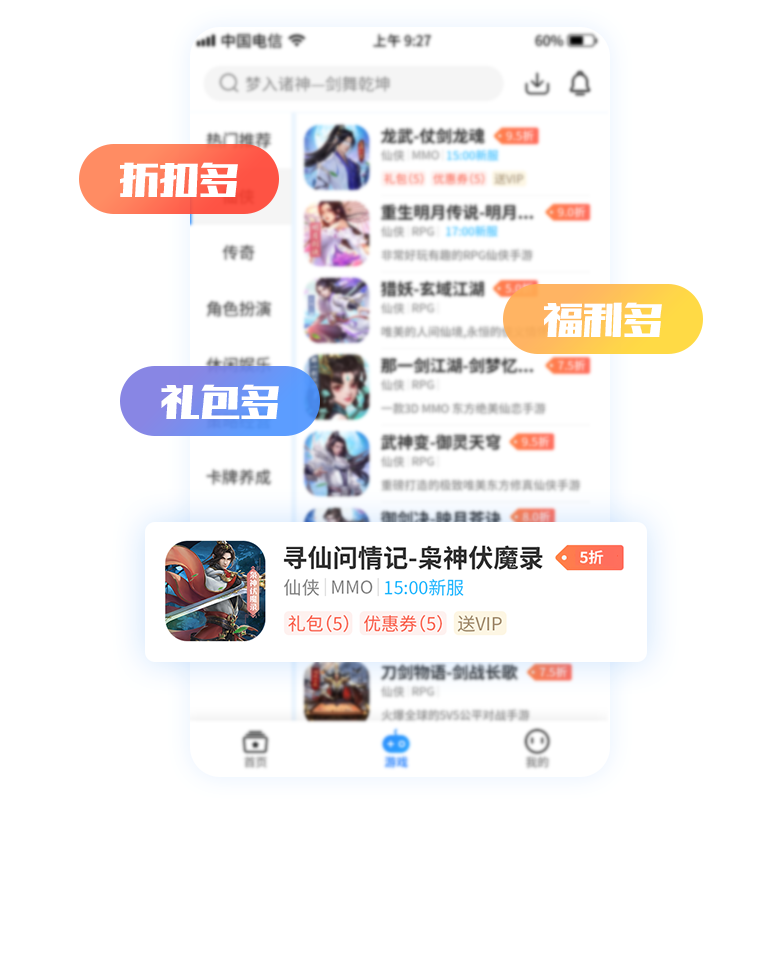 中国电信 上午 9:27 60%
梦入诸神—剑舞乾坤
热门推荐
折扣多
传奇
角色扮演
休闲娱乐
礼包多
卡牌养成
龙武-仗剑龙魂 9.5折
仙侠 MMO 15:00新服
礼包(5) 优惠券(5) 送VIP
重生明月传说-明月... 9.0折
仙侠 RPG 17:00新服
非常好玩有趣的RPG仙侠手游
猎妖-玄域江湖 5.0
仙侠 RPG
福利多
唯美的人间仙境,永恒的
那一剑江湖-剑梦忆... 7.5折
仙侠 RPG
一款3D MMO 东方绝美仙恋手游
武神变-御灵天穹 9.5折
仙侠 RPG
重磅打造的极致唯美东方修真仙侠手游
御剑决-映月苍诀 8.0折
枭神伏魔录
寻仙问情记-枭神伏魔录 5折
仙侠 MMO 15:00新服
礼包(5) 优惠券(5) 送VIP
刀剑物语-剑战长歌 7.5折
仙侠 RPG
火爆全球的5V5公平对战手游
首页 游戏 我的